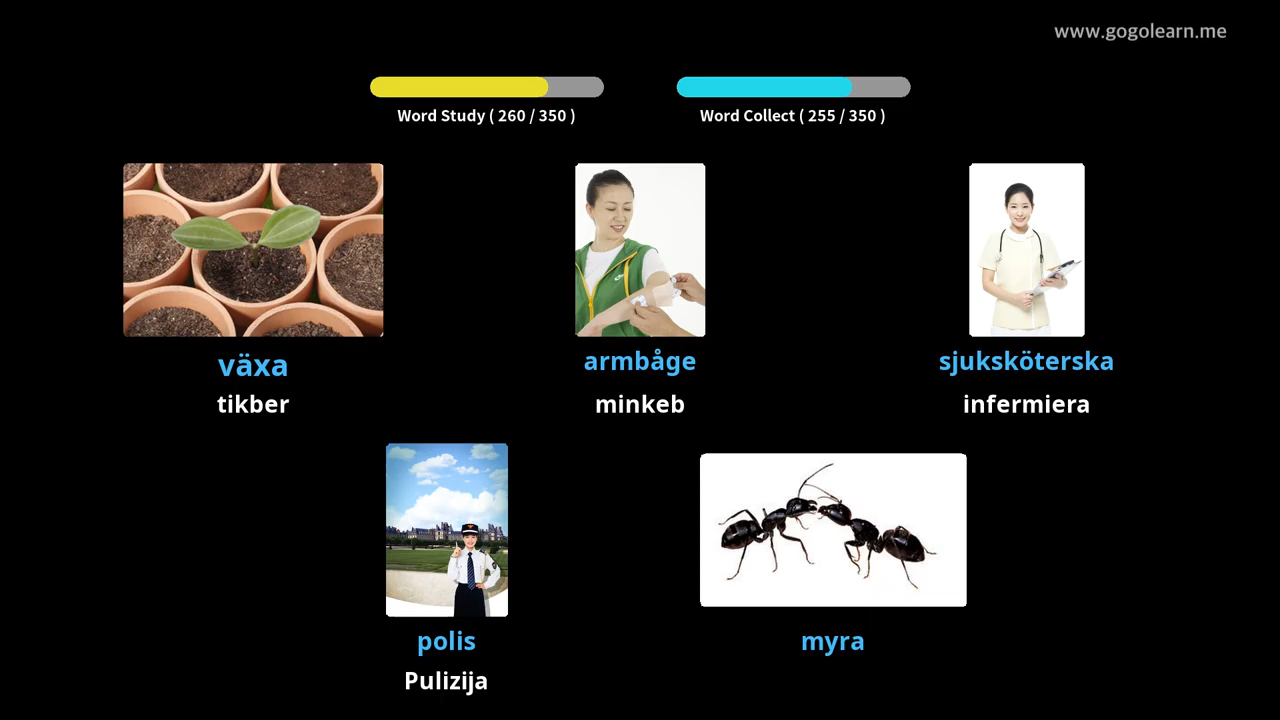 www.gogolearn.me
Word Study ( 260 / 350 )
Word Collect ( 255 / 350 )
växa
tikber
armbåge
minkeb
sjuksköterska
infermiera
polis
Pulizija
myra